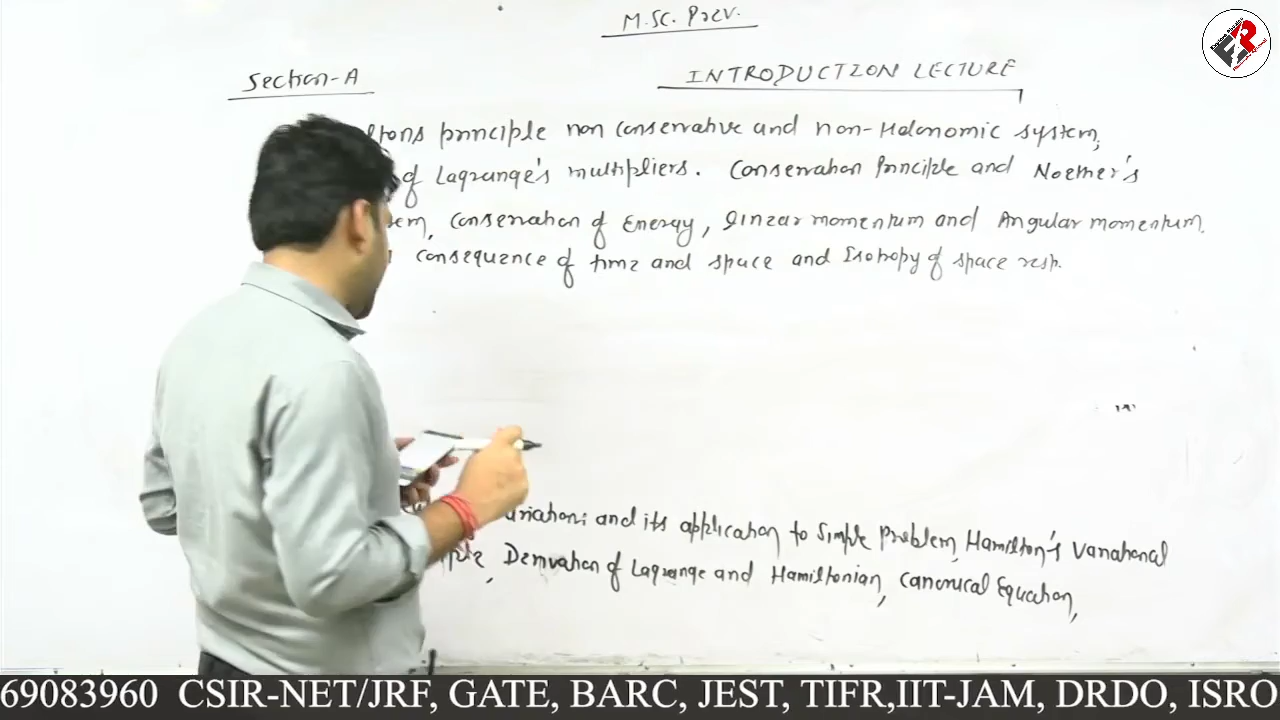 M.Sc. Prev.
Section-A
INTRODUCTION LECTURE
ltons principle non conservative and non-Holonomic system,
of Lagrange's multipliers. Conservation Principle and Noether's
em, Conservation of Energy, linear momentum and Angular momentum.
consequence of time and space and Isotropy of space resp.
ariations and its application to Simple Problem, Hamilton's Variational
iple, Derivation of Lagrange and Hamiltonian, Canonical Equation,
69083960 CSIR-NET/JRF, GATE, BARC, JEST, TIFR,IIT-JAM, DRDO, ISRO